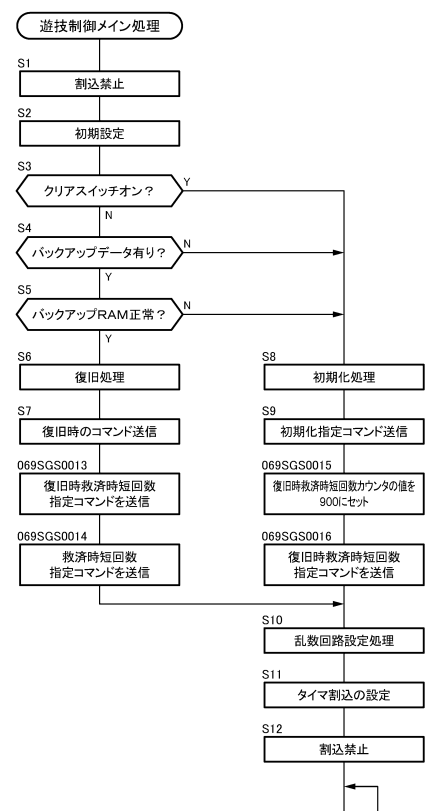 遊技制御メイン処理
S1
割込禁止
S2
初期設定
S3
クリアスイッチオン？
Y
N
S4
バックアップデータ有り？
N
Y
S5
バックアップRAM正常？
N
Y
S6
復旧処理
S7
復旧時のコマンド送信
069SGS0013
復旧時救済時短回数
指定コマンドを送信
069SGS0014
救済時短回数
指定コマンドを送信
S8
初期化処理
S9
初期化指定コマンド送信
069SGS0015
復旧時救済時短回数カウンタの値を
900にセット
069SGS0016
復旧時救済時短回数
指定コマンドを送信
S10
乱数回路設定処理
S11
タイマ割込の設定
S12
割込禁止